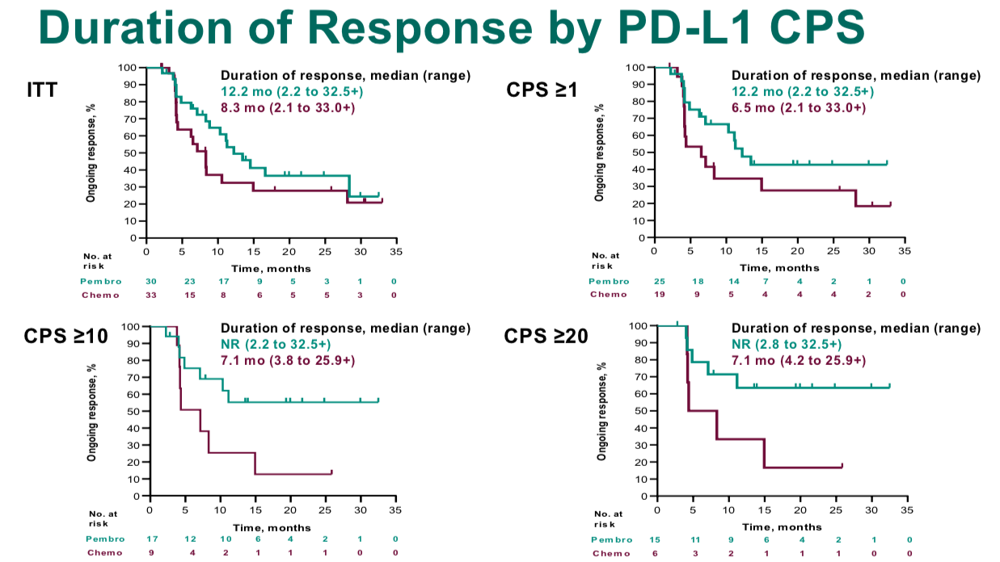 Duration of Response by PD-L1 CPS
ITT
Duration of response, median (range)
12.2 mo (2.2 to 32.5+)
8.3 mo (2.1 to 33.0+)
Ongoing response, %
100
90
80
70
60
50
40
30
20
10
0
0 5 10 15 20 25 30 35
Time, months
No. at
risk
Pembro 30 23 17 9 5 3 1 0
Chemo 33 15 8 6 5 5 3 0
CPS ≥1
Duration of response, median (range)
12.2 mo (2.2 to 32.5+)
6.5 mo (2.1 to 33.0+)
Ongoing response, %
100
90
80
70
60
50
40
30
20
10
0
0 5 10 15 20 25 30 35
Time, months
No. at
risk
Pembro 25 18 14 7 4 2 1 0
Chemo 19 9 5 4 4 4 2 0
CPS ≥10
Duration of response, median (range)
NR (2.2 to 32.5+)
7.1 mo (3.8 to 25.9+)
Ongoing response, %
100
90
80
70
60
50
40
30
20
10
0
0 5 10 15 20 25 30 35
Time, months
No. at
risk
Pembro 17 12 10 6 4 2 1 0
Chemo 9 4 2 1 1 1 0 0
CPS ≥20
Duration of response, median (range)
NR (2.8 to 32.5+)
7.1 mo (4.2 to 25.9+)
Ongoing response, %
100
90
80
70
60
50
40
30
20
10
0
0 5 10 15 20 25 30 35
Time, months
No. at
risk
Pembro 15 11 9 6 4 2 1 0
Chemo 6 3 2 1 1 1 0 0